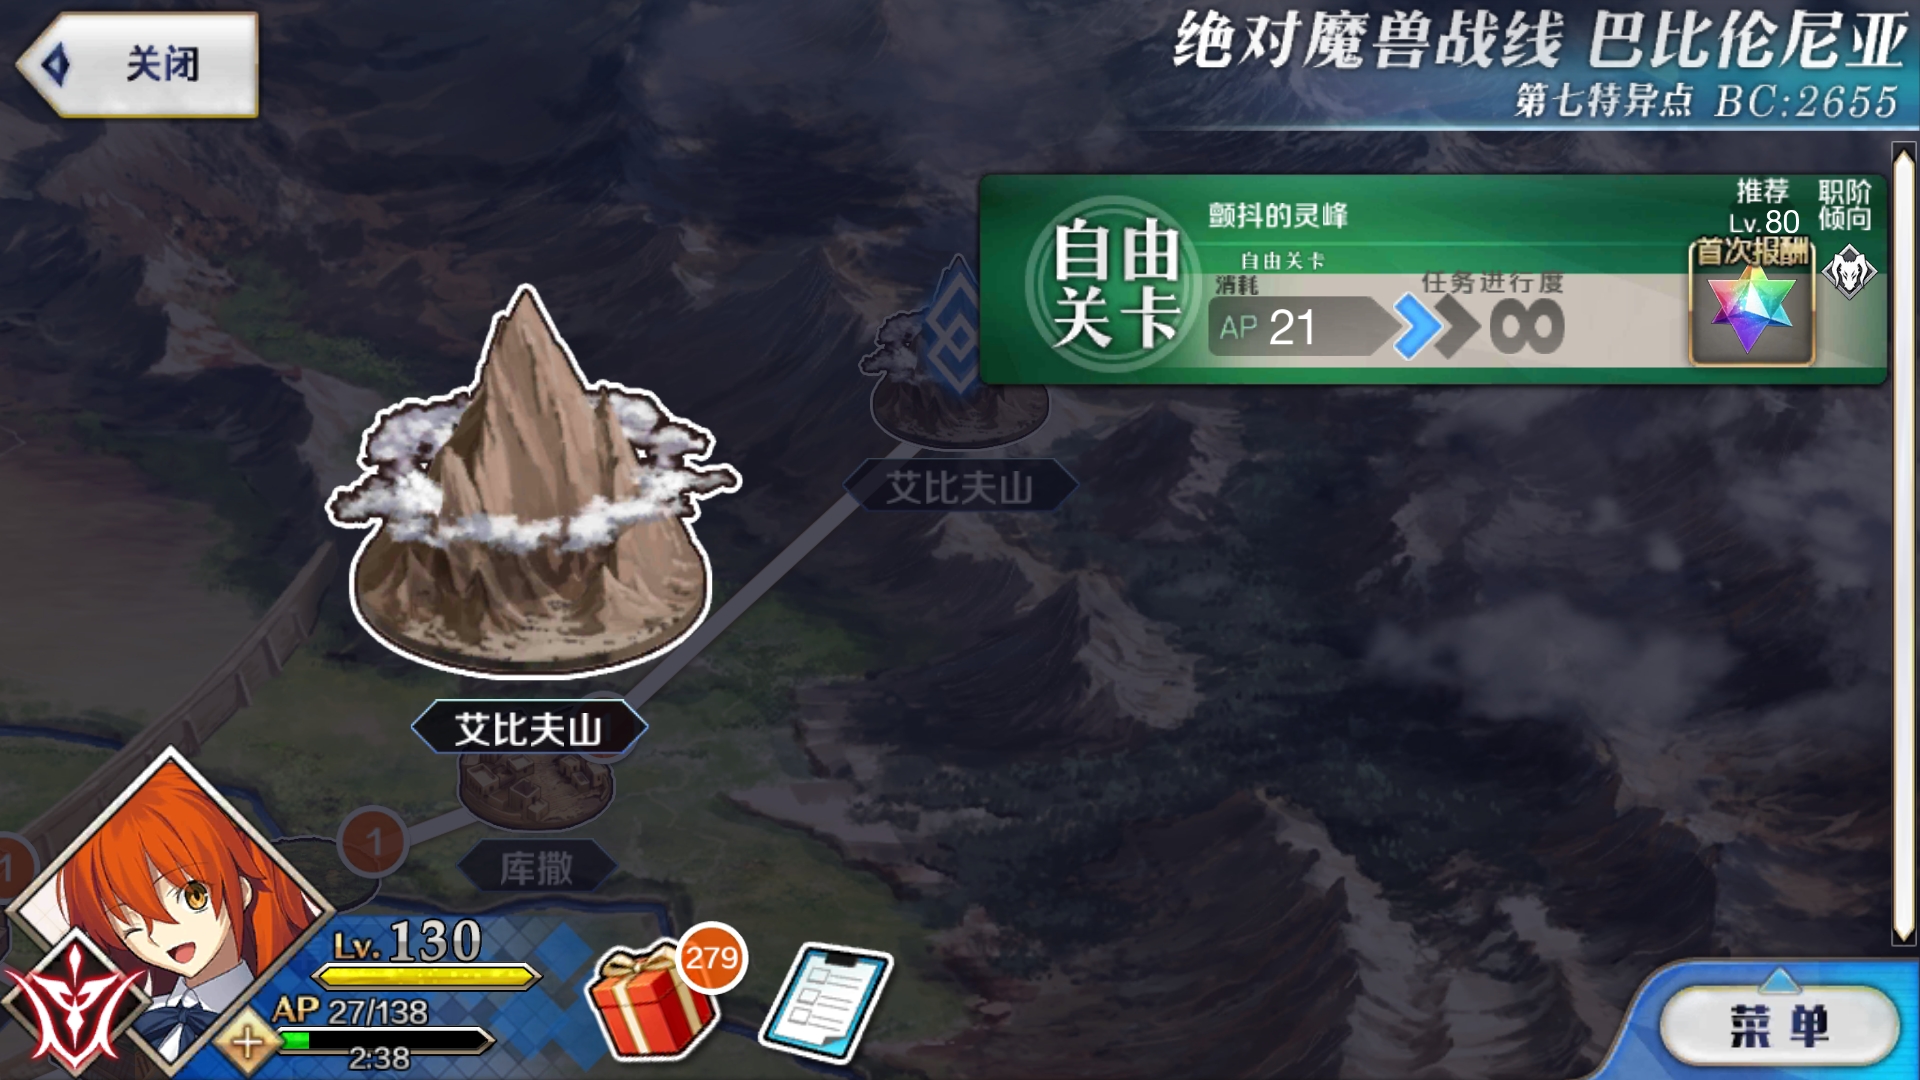 关闭
绝对魔兽战线 巴比伦尼亚
第七特异点 BC:2655
自由
关卡
颤抖的灵峰
自由关卡
推荐
Lv.80
职阶
倾向
消耗
AP 21
任务进行度
∞
首次报酬
艾比夫山
艾比夫山
库撒
1
1
Lv.130
AP 27/138
2:38
279
菜单